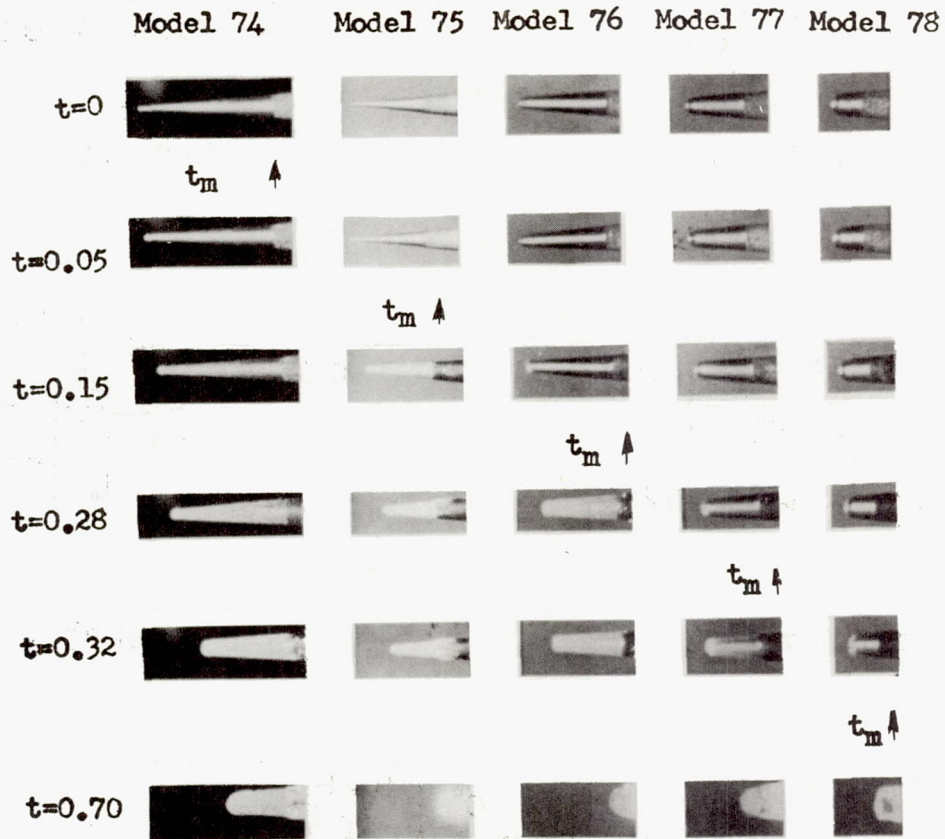 Model 74 Model 75 Model 76 Model 77 Model 78
t=0
tm
t=0.05
tm
t=0.15
tm
t=0.28
tm
t=0.32
tm
t=0.70